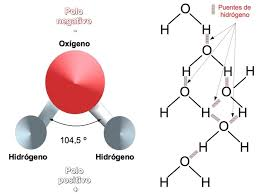 Polo
negativo
-
Oxígeno
104,5 º
Hidrógeno
Hidrógeno
Polo
positivo
+
Puentes de
hidrógeno
O
H
H
O
H
H
O
H
H
O
H
H
O
H
H
O
H
H